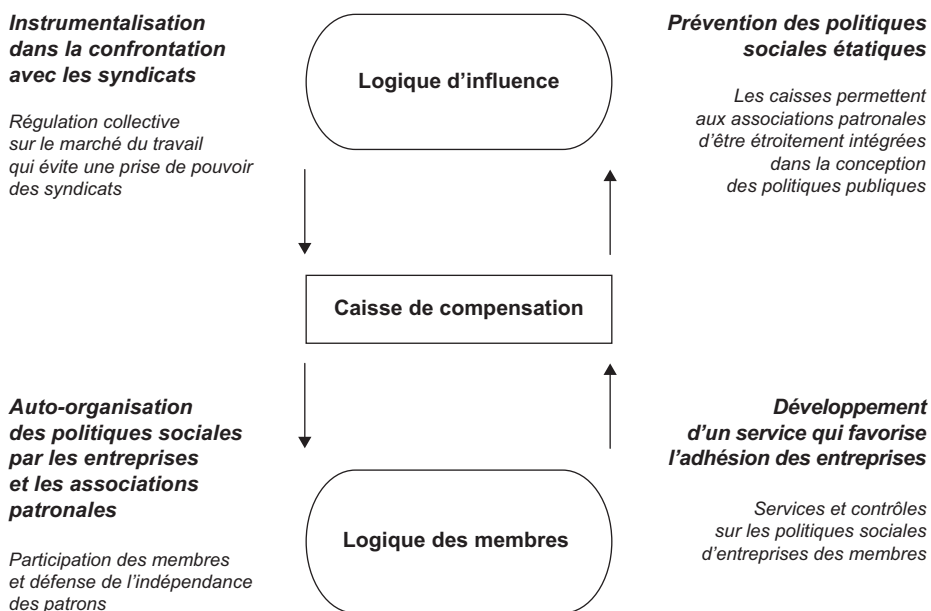 Instrumentalisation
dans la confrontation
avec les syndicats
Régulation collective
sur le marché du travail
qui évite une prise de pouvoir
des syndicats
Logique d’influence
Prévention des politiques
sociales étatiques
Les caisses permettent
aux associations patronales
d’être étroitement intégrées
dans la conception
des politiques publiques
Caisse de compensation
Auto-organisation
des politiques sociales
par les entreprises
et les associations
patronales
Participation des membres
et défense de l’indépendance
des patrons
Logique des membres
Développement
d’un service qui favorise
l’adhésion des entreprises
Services et contrôles
sur les politiques sociales
d’entreprises des membres